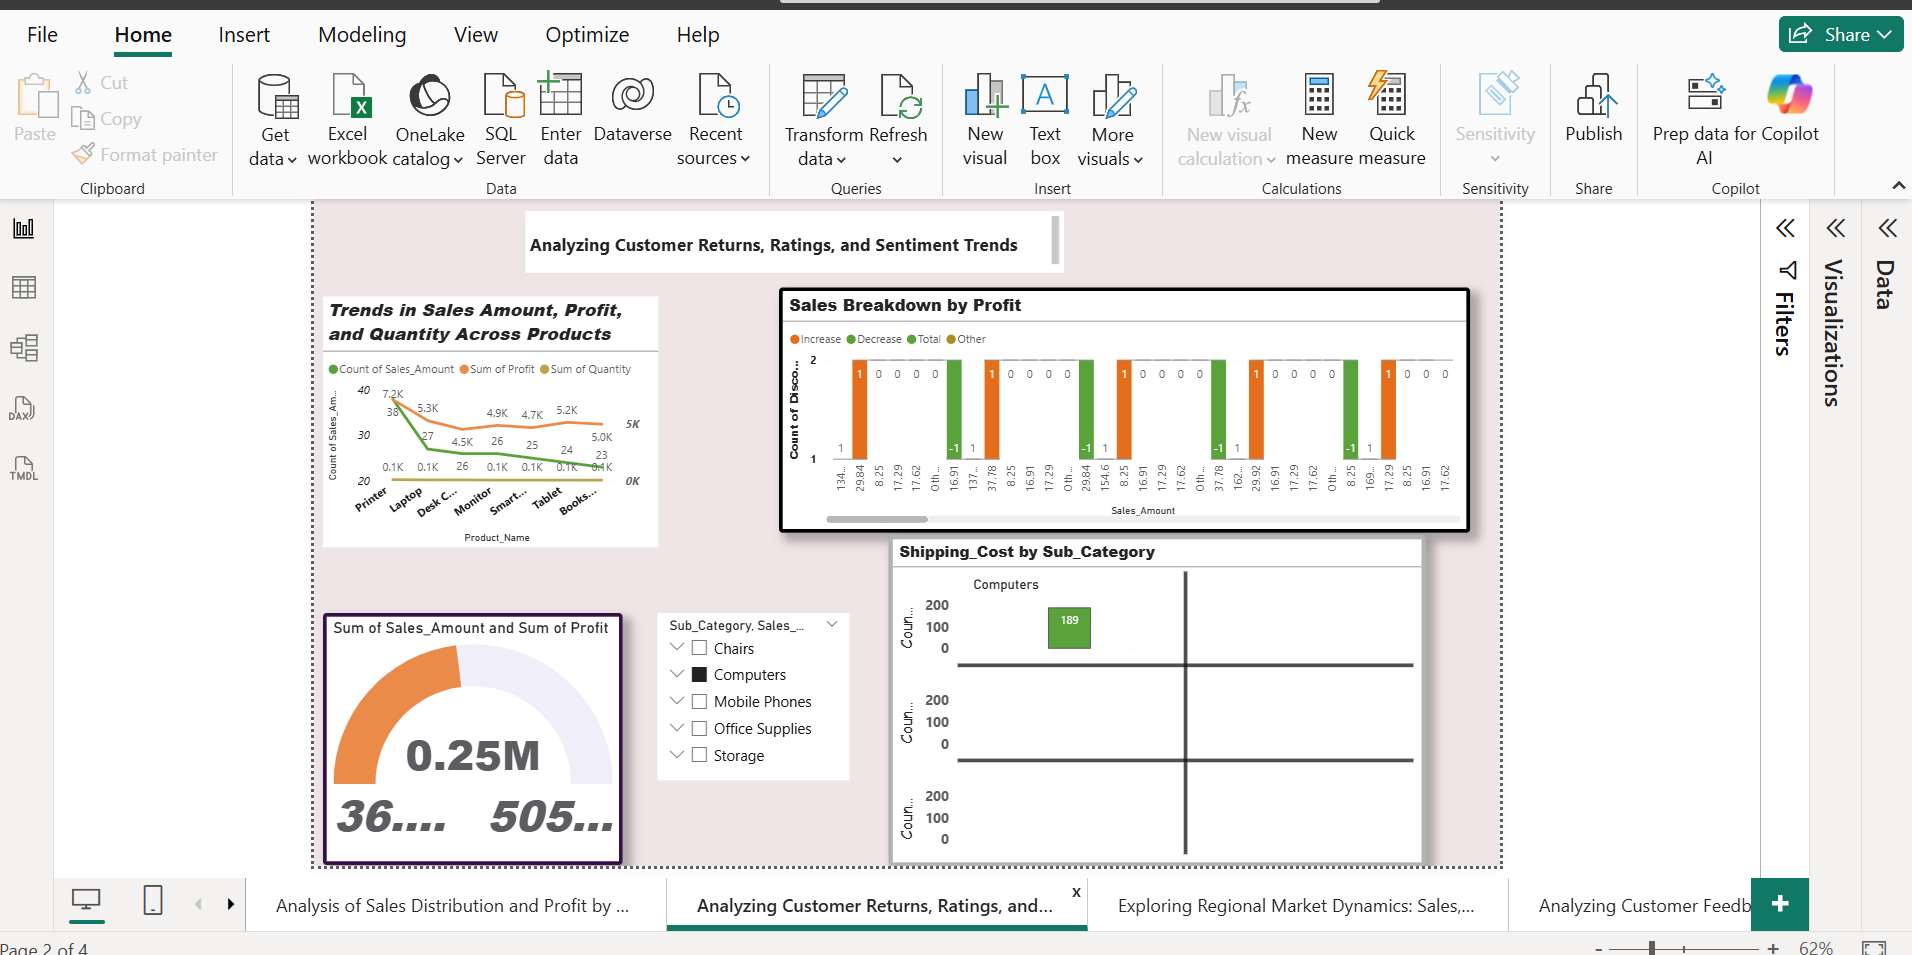 File Home Insert Modeling View Optimize Help Share
Paste
Cut
Copy
Format painter
Clipboard
Get data
Excel workbook
OneLake catalog
SQL Server
Enter data
Dataverse
Recent sources
Data
Transform data
Refresh
Queries
New visual
Text box
More visuals
Insert
New visual calculation
New measure
Quick measure
Calculations
Sensitivity
Sensitivity
Publish
Share
Prep data for AI
Copilot
Copilot
Analyzing Customer Returns, Ratings, and Sentiment Trends
Trends in Sales Amount, Profit,
and Quantity Across Products
Count of Sales_Amount Sum of Profit Sum of Quantity
Count of Sales_Am...
40
30
20
7.2K
38
5.3K
27
4.5K
26
4.9K
26
4.7K
25
5.2K
24
5.0K
23
0.1K 0.1K 0.1K 0.1K 0.1K 0.1K
5K
0K
Printer Laptop Desk C... Monitor Smart... Tablet Books...
Product_Name
Sales Breakdown by Profit
Increase Decrease Total Other
Count of Disco...
2
1
1 0 0 0 0 1 0 0 0 0 1 0 0 0 0 1 0 0 0 0 1 0 0 0
1 -1 1 -1 1 -1 1 -1 1
134... 29.84 8.25 17.29 17.62 Oth... 16.91 137... 37.78 8.25 16.91 17.29 Oth... 29.84 154.6 8.25 16.91 17.29 17.62 Oth... 37.78 162... 29.92 16.91 17.29 17.62 Oth... 8.25 169... 17.29 8.25 16.91 17.62
Sales_Amount
Shipping_Cost by Sub_Category
Computers
Coun...
200
100
0
189
Coun...
200
100
0
Coun...
200
100
0
Sum of Sales_Amount and Sum of Profit
0.25M
36.... 505...
Sub_Category, Sales_...
Chairs
Computers
Mobile Phones
Office Supplies
Storage
Filters
Visualizations
Data
DAX
TMDL
Analysis of Sales Distribution and Profit by ...
Analyzing Customer Returns, Ratings, and... x
Exploring Regional Market Dynamics: Sales,...
Analyzing Customer Feedb
+
Page 2 of 4
- + 62%